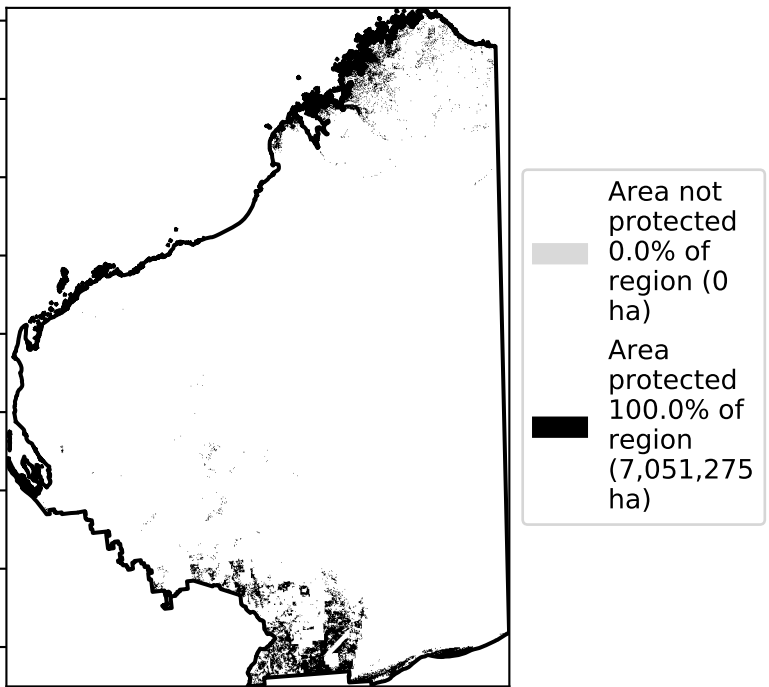 Area not
protected
0.0% of
region (0
ha)
Area
protected
100.0% of
region
(7,051,275
ha)